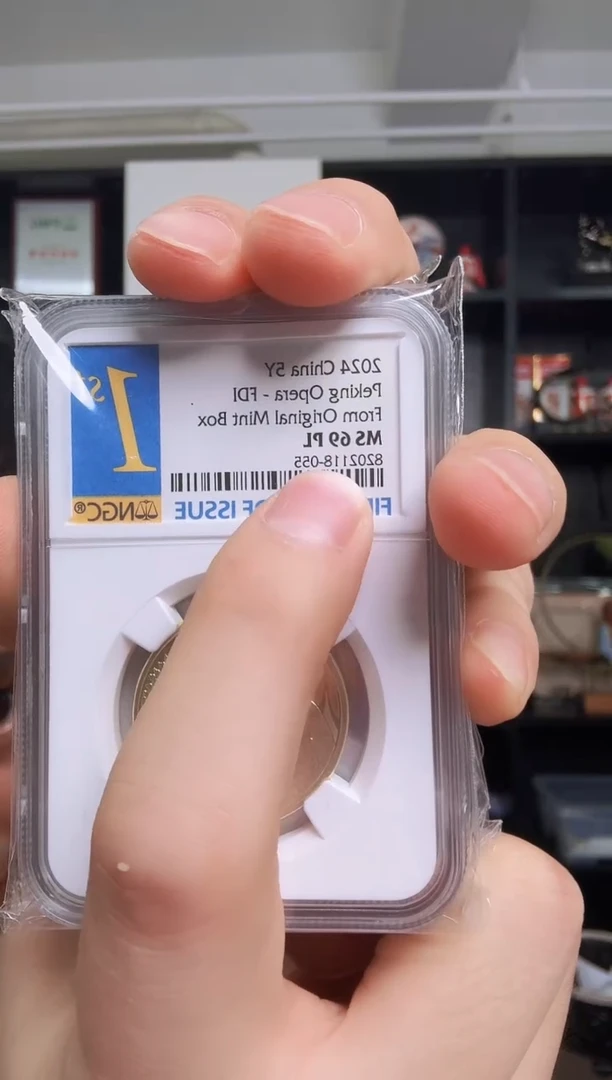 2024 China 5Y
Peking Opera - FDI
From Original Mint Box
MS 69 PL
8202118-055
1ST
ISSUE
NGC®